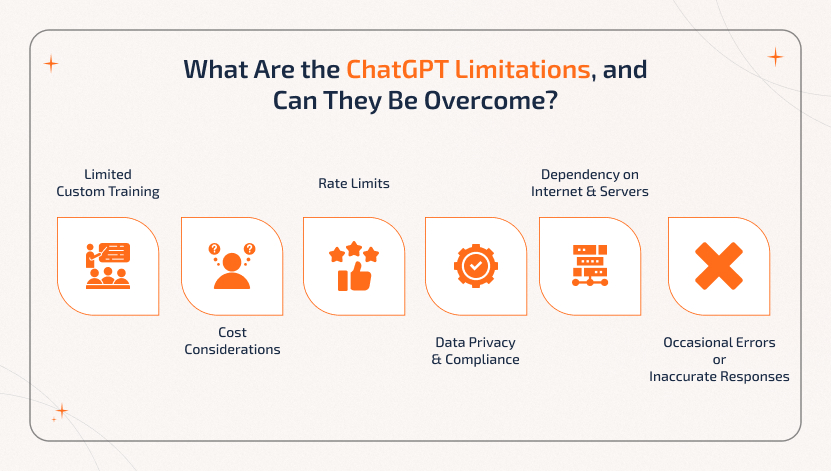 What Are the ChatGPT Limitations, and
Can They Be Overcome?
Limited
Custom Training
Cost
Considerations
Rate Limits
Data Privacy
& Compliance
Dependency on
Internet & Servers
Occasional Errors
or
Inaccurate Responses